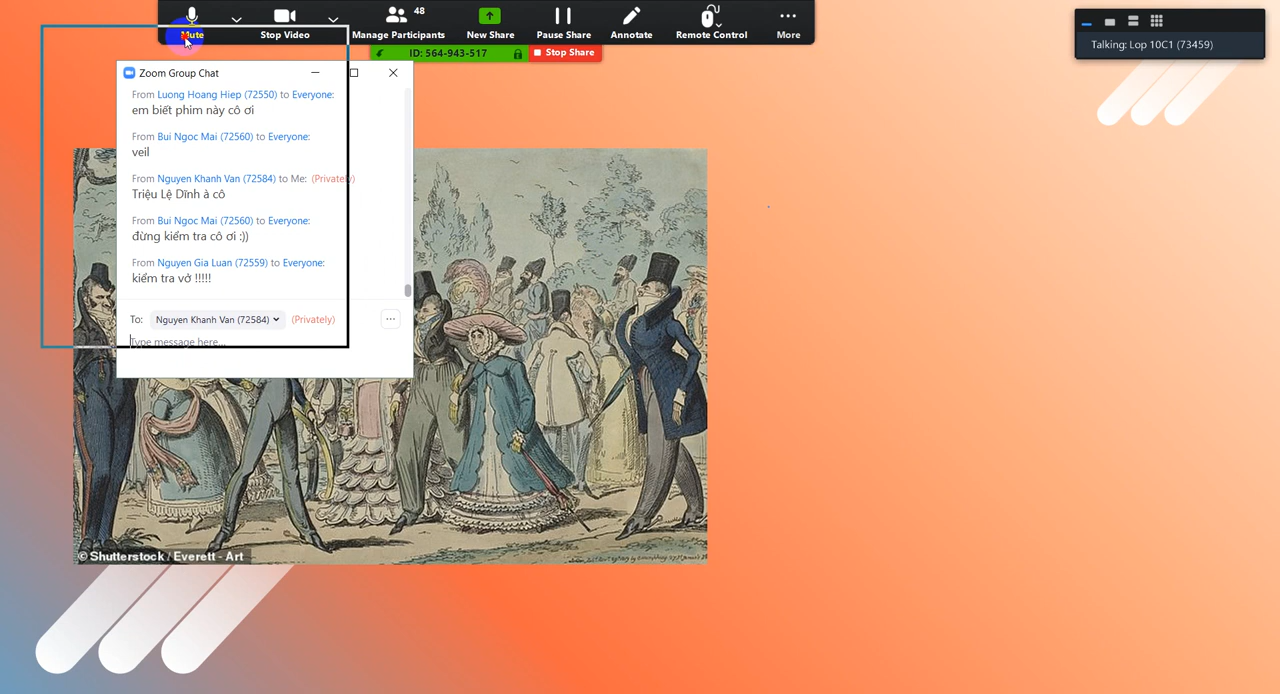 Mute
Stop Video
Manage Participants
48
New Share
Pause Share
Annotate
Remote Control
More
ID: 564-943-517
Stop Share
Talking: Lop 10C1 (73459)
Zoom Group Chat
From Luong Hoang Hiep (72550) to Everyone:
em biết phim này cô ơi
From Bui Ngoc Mai (72560) to Everyone:
veil
From Nguyen Khanh Van (72584) to Me: (Privately)
Triệu Lệ Dĩnh à cô
From Bui Ngoc Mai (72560) to Everyone:
đừng kiểm tra cô ơi :))
From Nguyen Gia Luan (72559) to Everyone:
kiểm tra vở !!!!!
To: Nguyen Khanh Van (72584) (Privately)
Type message here...
© Shutterstock / Everett - Art